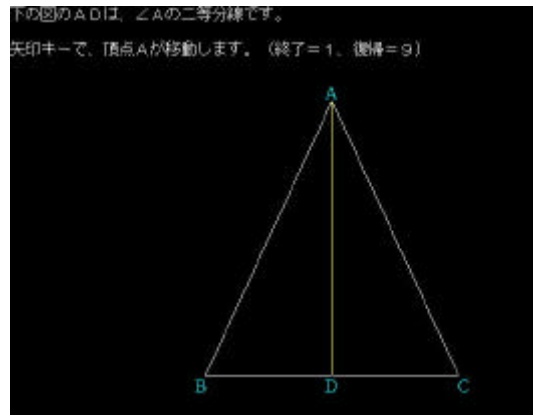 下の図のADは、∠Aの二等分線です。
矢印キーで、頂点Aが移動します。（終了=1、復帰=9）
A
B
D
C